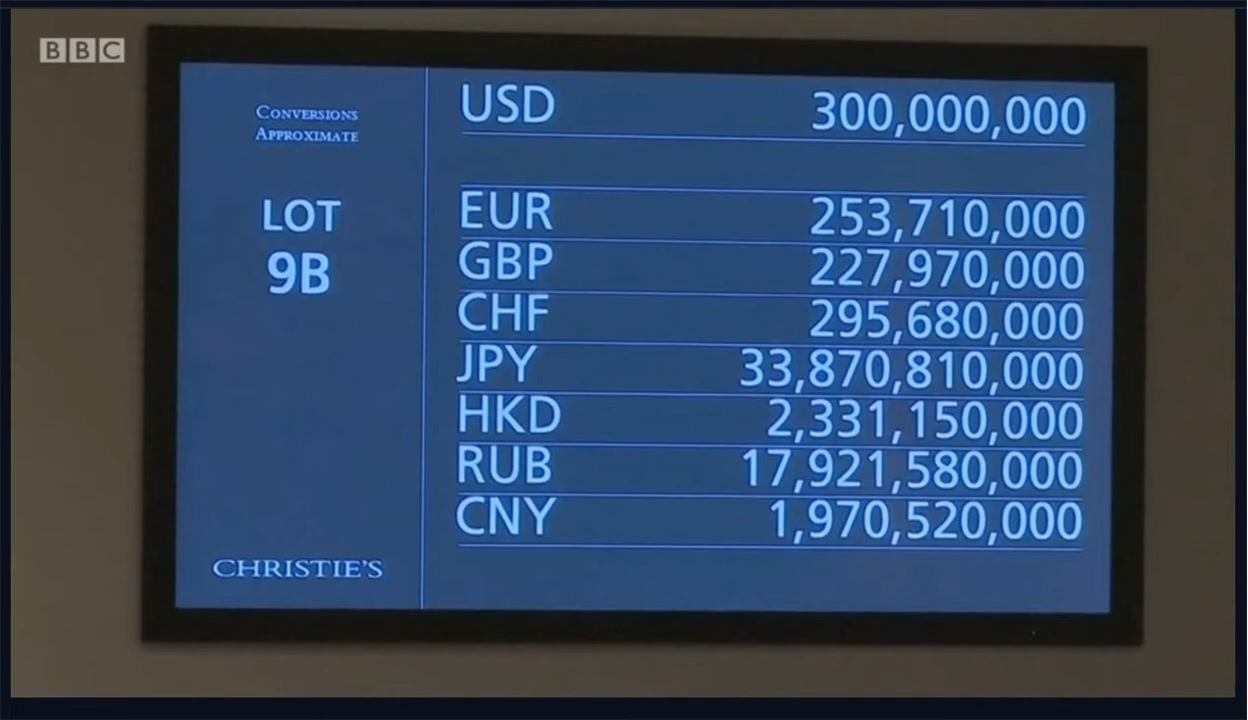 BBC
CONVERSIONS
APPROXIMATE
LOT
9B
CHRISTIE'S
USD 300,000,000
EUR 253,710,000
GBP 227,970,000
CHF 295,680,000
JPY 33,870,810,000
HKD 2,331,150,000
RUB 17,921,580,000
CNY 1,970,520,000